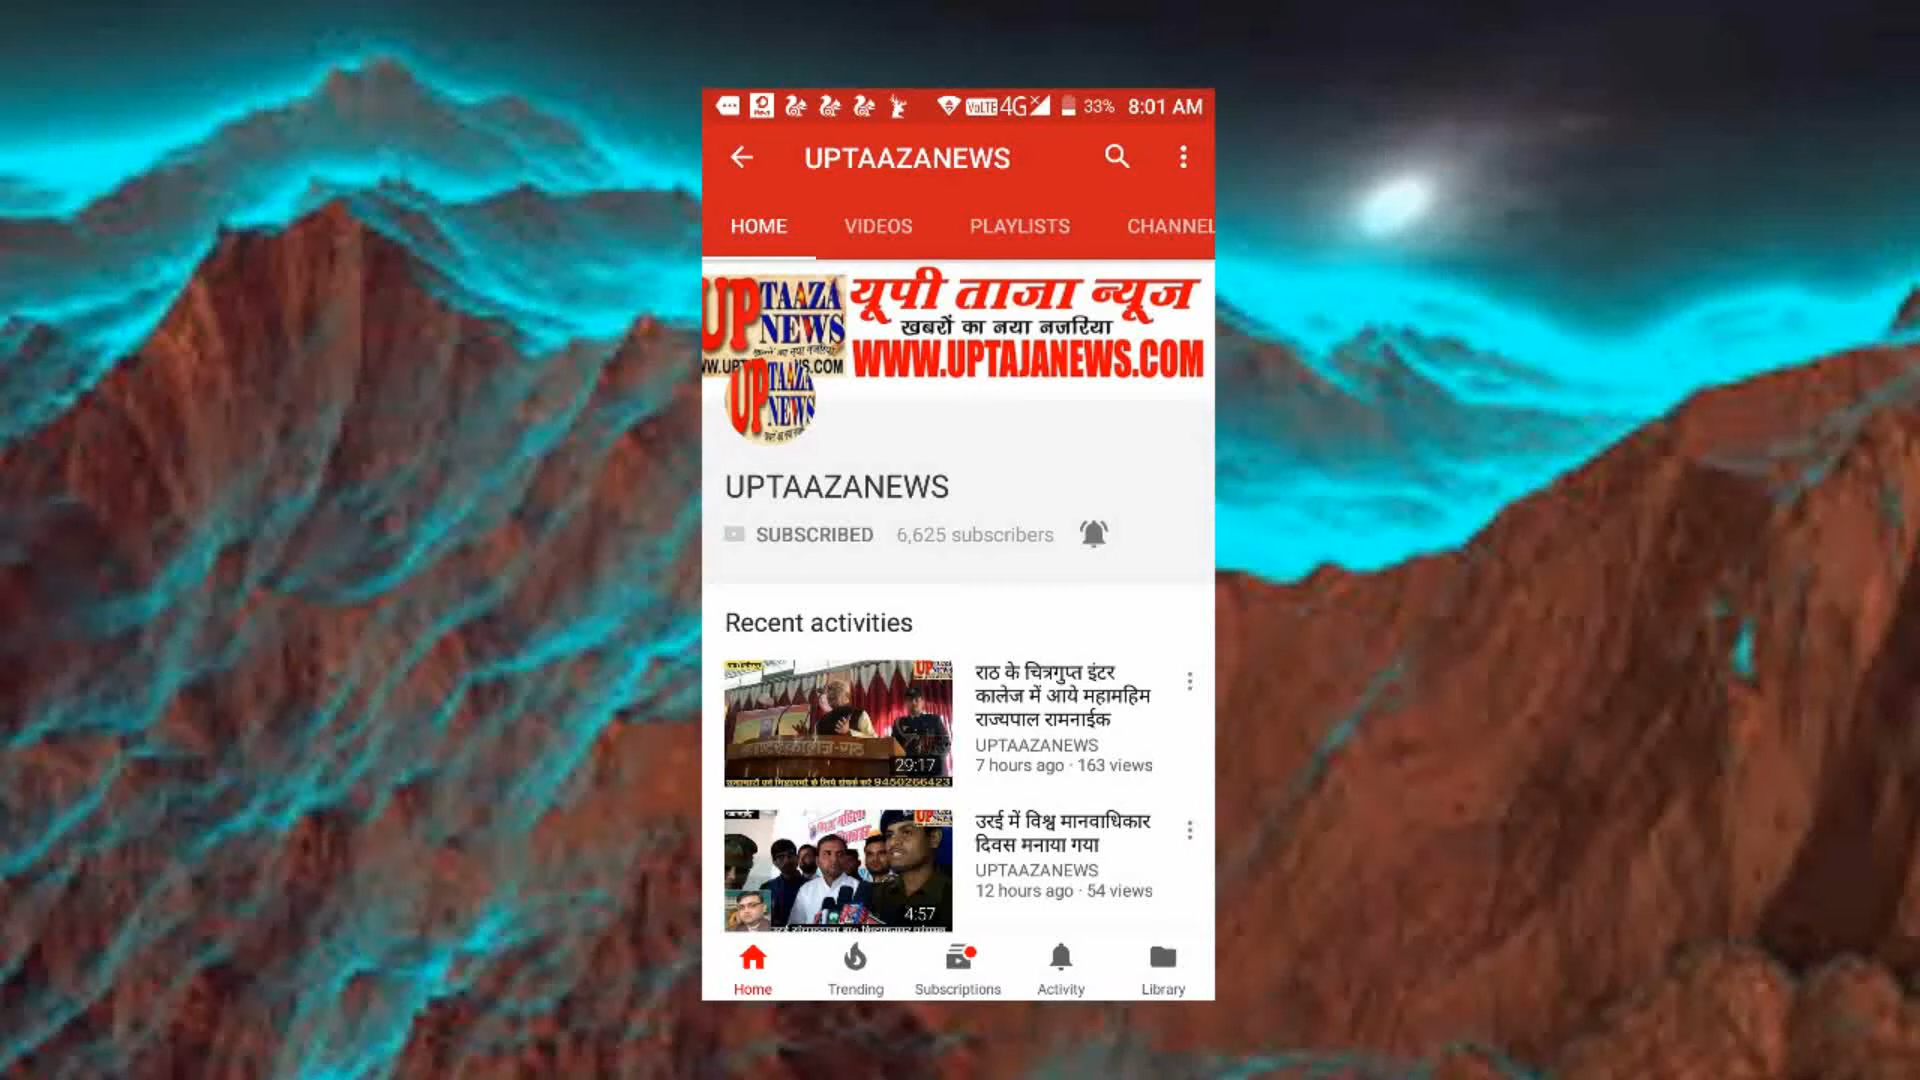 VoLTE 4G 33% 8:01 AM
UPTAAZANEWS
HOME VIDEOS PLAYLISTS CHANNEL
UP TAAZA NEWS
यूपी ताजा न्यूज
खबरों का नया नजरिया
WWW.UPTAJANEWS.COM
UP TAAZA NEWS
UPTAAZANEWS
SUBSCRIBED 6,625 subscribers
Recent activities
29:17
राठ के चित्रगुप्त इंटर
कालेज में आये महामहिम
राज्यपाल रामनाईक
UPTAAZANEWS
7 hours ago · 163 views
4:57
उरई में विश्व मानवाधिकार
दिवस मनाया गया
UPTAAZANEWS
12 hours ago · 54 views
Home Trending Subscriptions Activity Library